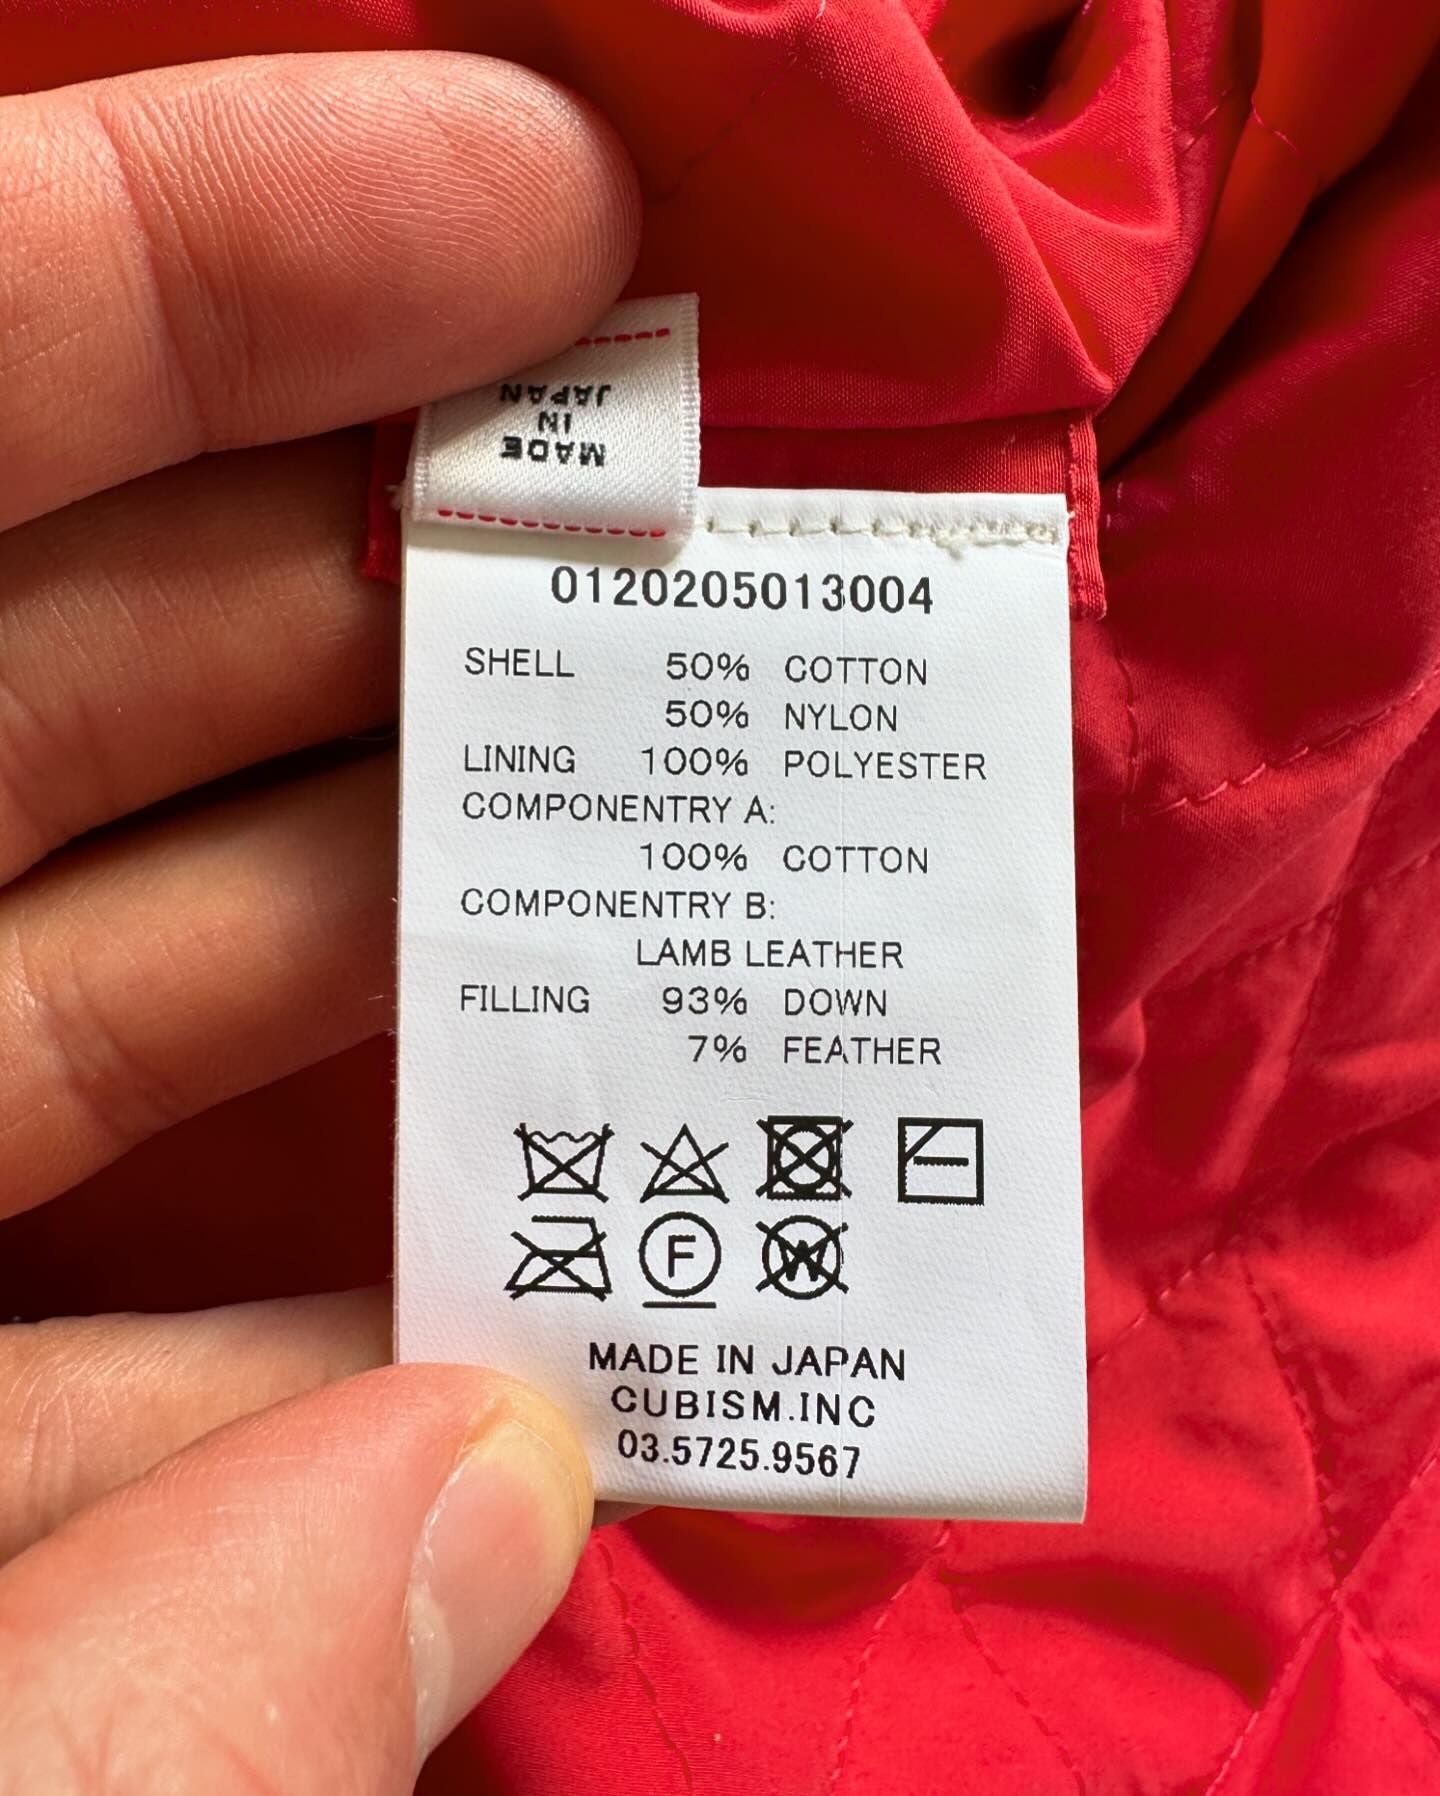 MADE
IN
JAPAN
0120205013004
SHELL 50% COTTON
50% NYLON
LINING 100% POLYESTER
COMPONENTRY A:
100% COTTON
COMPONENTRY B:
LAMB LEATHER
FILLING 93% DOWN
7% FEATHER
F
W
MADE IN JAPAN
CUBISM.INC
03.5725.9567